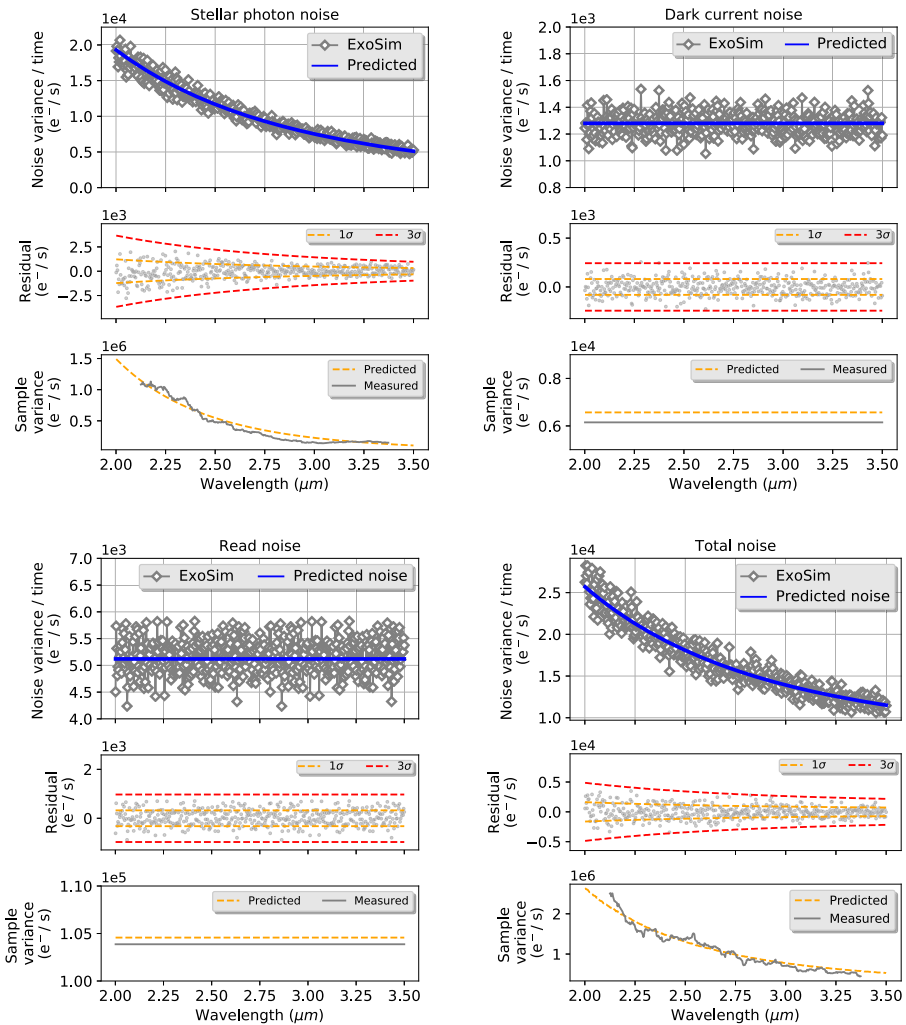 Stellar photon noise
1e4
Noise variance / time
(e⁻/ s)
2.0
1.5
1.0
0.5
0.0
ExoSim
Predicted
1e3
Residual
(e⁻/ s)
2.5
0.0
−2.5
1σ
3σ
1e6
Sample
variance
(e⁻/ s)
1.5
1.0
0.5
Predicted
Measured
2.00 2.25 2.50 2.75 3.00 3.25 3.50
Wavelength (μm)
Dark current noise
1e3
Noise variance / time
(e⁻/ s)
2.0
1.8
1.6
1.4
1.2
1.0
0.8
ExoSim
Predicted
1e3
Residual
(e⁻/ s)
0.3
0.0
1σ
3σ
1e4
Sample
variance
(e⁻/ s)
0.8
0.6
Predicted
Measured
2.00 2.25 2.50 2.75 3.00 3.25 3.50
Wavelength (μm)
Read noise
1e3
Noise variance / time
(e⁻/ s)
7.0
6.5
6.0
5.5
5.0
4.5
4.0
ExoSim
Predicted noise
1e3
Residual
(e⁻/ s)
2
0
1σ
3σ
1e5
Sample
variance
(e⁻/ s)
1.10
1.05
1.00
Predicted
Measured
2.00 2.25 2.50 2.75 3.00 3.25 3.50
Wavelength (μm)
Total noise
1e4
Noise variance / time
(e⁻/ s)
2.5
2.0
1.5
1.0
ExoSim
Predicted noise
1e4
Residual
(e⁻/ s)
0.5
0.0
−0.5
1σ
3σ
1e6
Sample
variance
(e⁻/ s)
2
1
Predicted
Measured
2.00 2.25 2.50 2.75 3.00 3.25 3.50
Wavelength (μm)